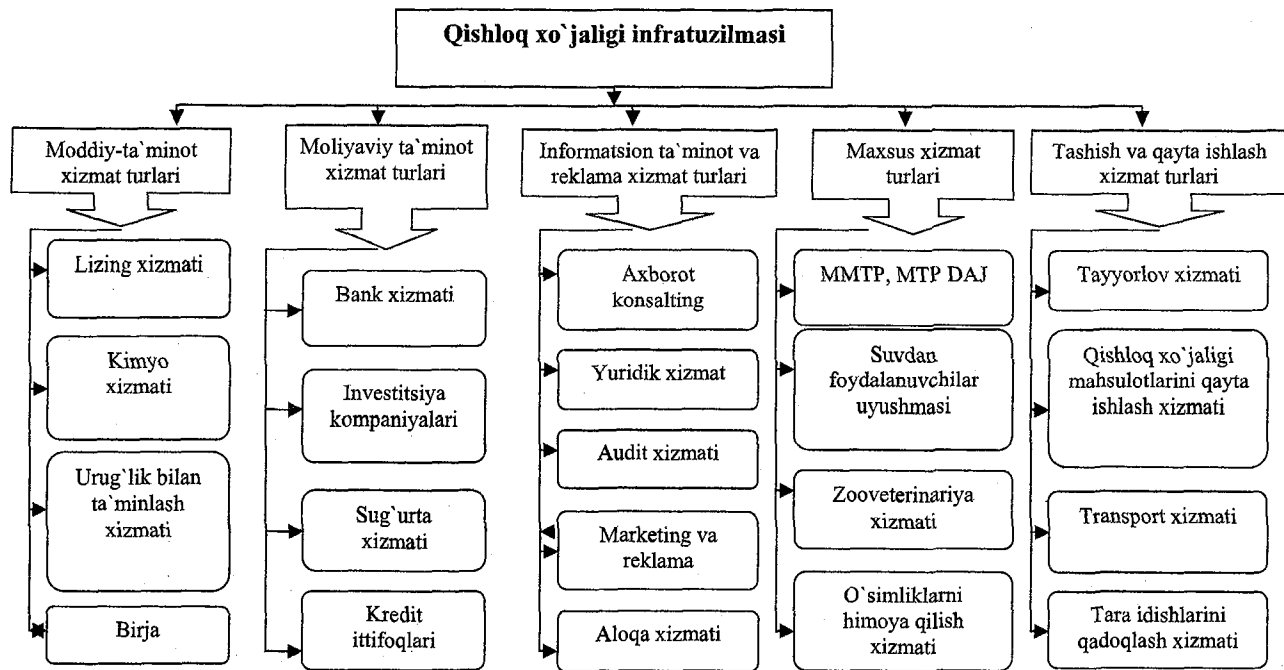 Qishloq xo`jaligi infratuzilmasi
Moddiy-ta`minot
xizmat turlari
Lizing xizmati
Kimyo
xizmati
Urug`lik bilan
ta`minlash
xizmati
Birja
Moliyaviy ta`minot
xizmat turlari
Bank xizmati
Investitsiya
kompaniyalari
Sug`urta
xizmati
Kredit
ittifoqlari
Informatsion ta`minot va
reklama xizmat turlari
Axborot
konsalting
Yuridik xizmat
Audit xizmati
Marketing va
reklama
Aloqa xizmati
Maxsus xizmat
turlari
MMTP, MTP DAJ
Suvdan
foydalanuvchilar
uyushmasi
Zooveterinariya
xizmati
O`simliklarni
himoya qilish
xizmati
Tashish va qayta ishlash
xizmat turlari
Tayyorlov xizmati
Qishloq xo`jaligi
mahsulotlarini qayta
ishlash xizmati
Transport xizmati
Tara idishlarini
qadoqlash xizmati